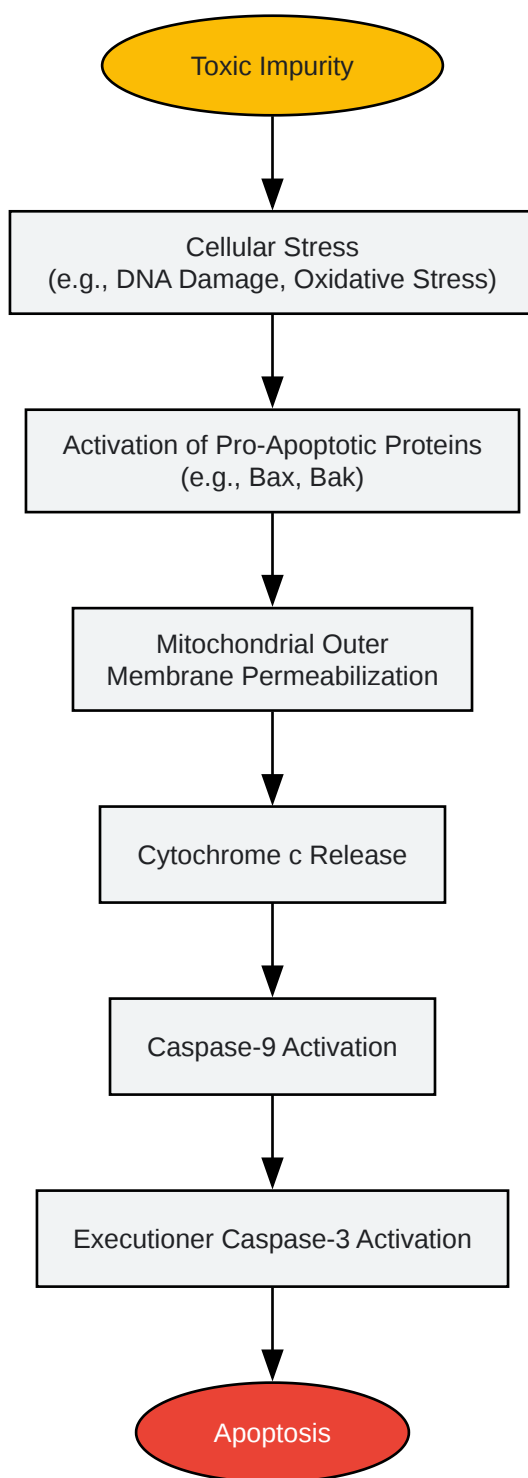 Toxic Impurity
Cellular Stress
(e.g., DNA Damage, Oxidative Stress)
Activation of Pro-Apoptotic Proteins
(e.g., Bax, Bak)
Mitochondrial Outer
Membrane Permeabilization
Cytochrome c Release
Caspase-9 Activation
Executioner Caspase-3 Activation
Apoptosis